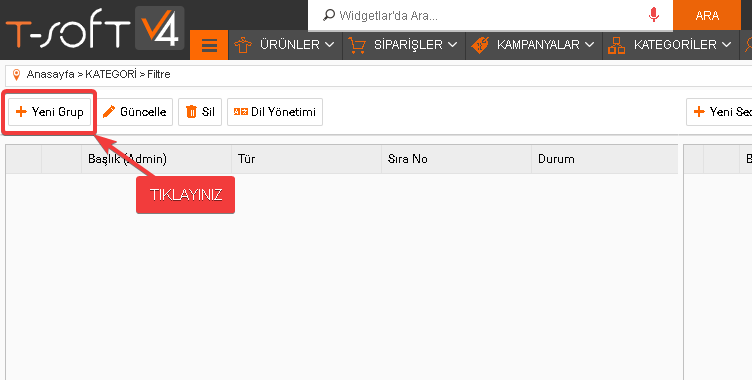 T-SOFT V4
Widgetlar'da Ara...
ARA
ÜRÜNLER
SİPARİŞLER
KAMPANYALAR
KATEGORİLER
Anasayfa > KATEGORİ > Filtre
Yeni Grup
Güncelle
Sil
Dil Yönetimi
Yeni Seç
Başlık (Admin)
Tür
Sıra No
Durum
B
TIKLAYINIZ